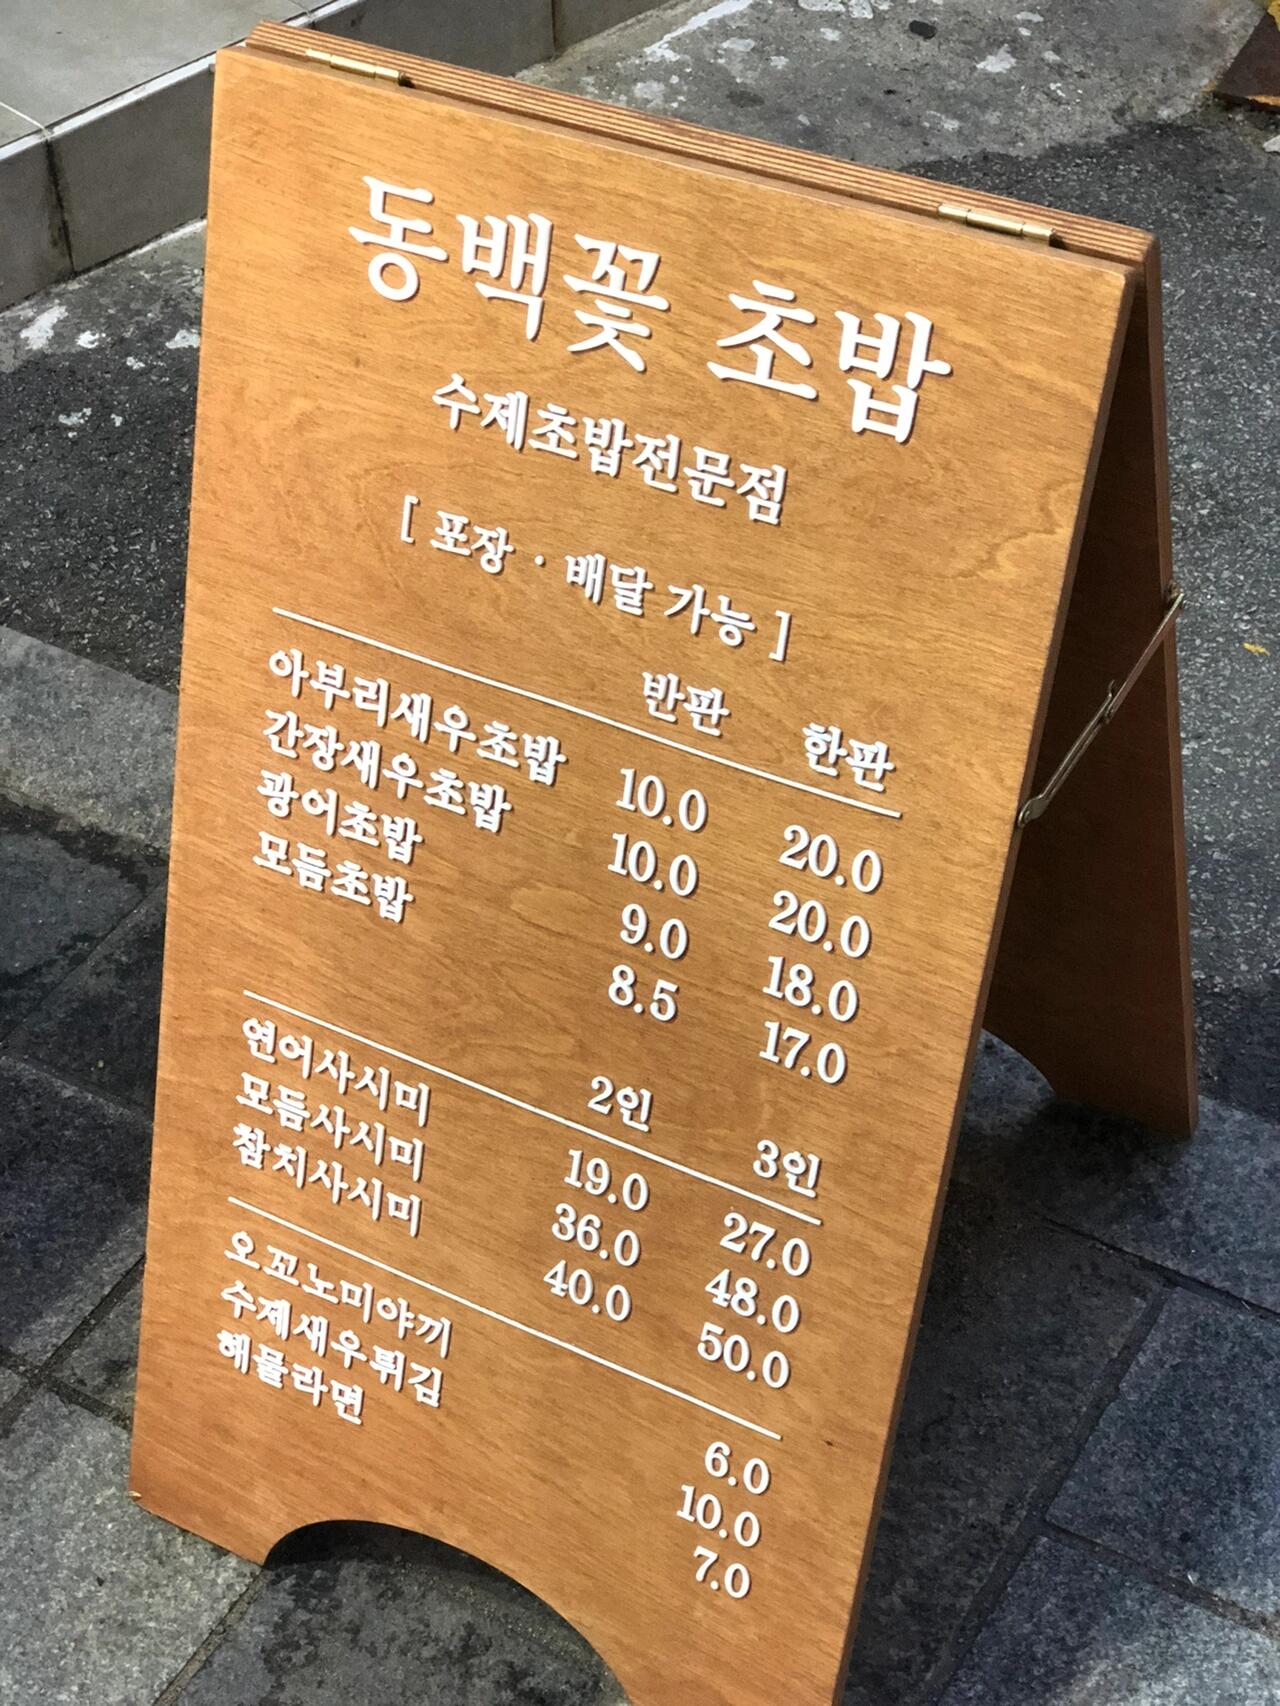 동백꽃 초밥
수제초밥전문점
[ 포장 · 배달 가능 ]
반판 한판
아부리새우초밥 10.0 20.0
간장새우초밥 10.0 20.0
광어초밥 9.0 18.0
모듬초밥 8.5 17.0
2인 3인
연어사시미 19.0 27.0
모듬사시미 36.0 48.0
참치사시미 40.0 50.0
오꼬노미야끼 6.0
수제새우튀김 10.0
해물라면 7.0